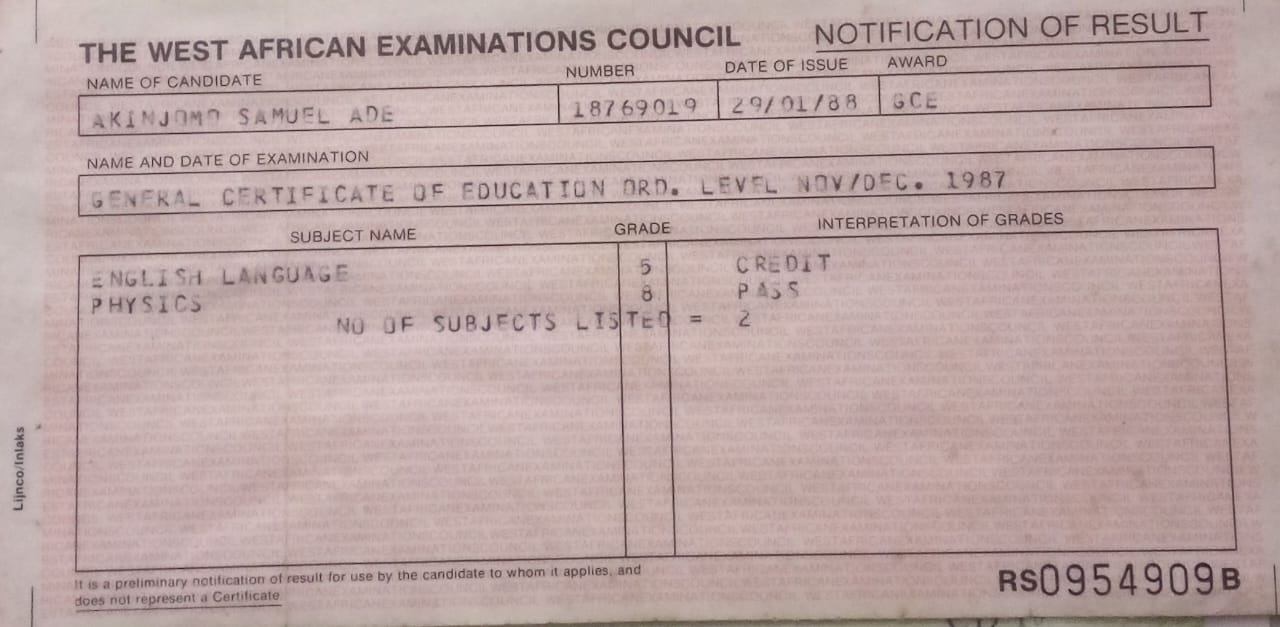 THE WEST AFRICAN EXAMINATIONS COUNCIL NOTIFICATION OF RESULT
NAME OF CANDIDATE NUMBER DATE OF ISSUE AWARD
AKINJOMO SAMUEL ADE 18769019 29/01/88 GCE
NAME AND DATE OF EXAMINATION
GENERAL CERTIFICATE OF EDUCATION ORD. LEVEL NOV/DEC. 1987
SUBJECT NAME GRADE INTERPRETATION OF GRADES
ENGLISH LANGUAGE 5 CREDIT
PHYSICS 8 PASS
NO OF SUBJECTS LISTED = 2
Lijnco/Inlaks
It is a preliminary notification of result for use by the candidate to whom it applies, and
does not represent a Certificate
RS0954909B